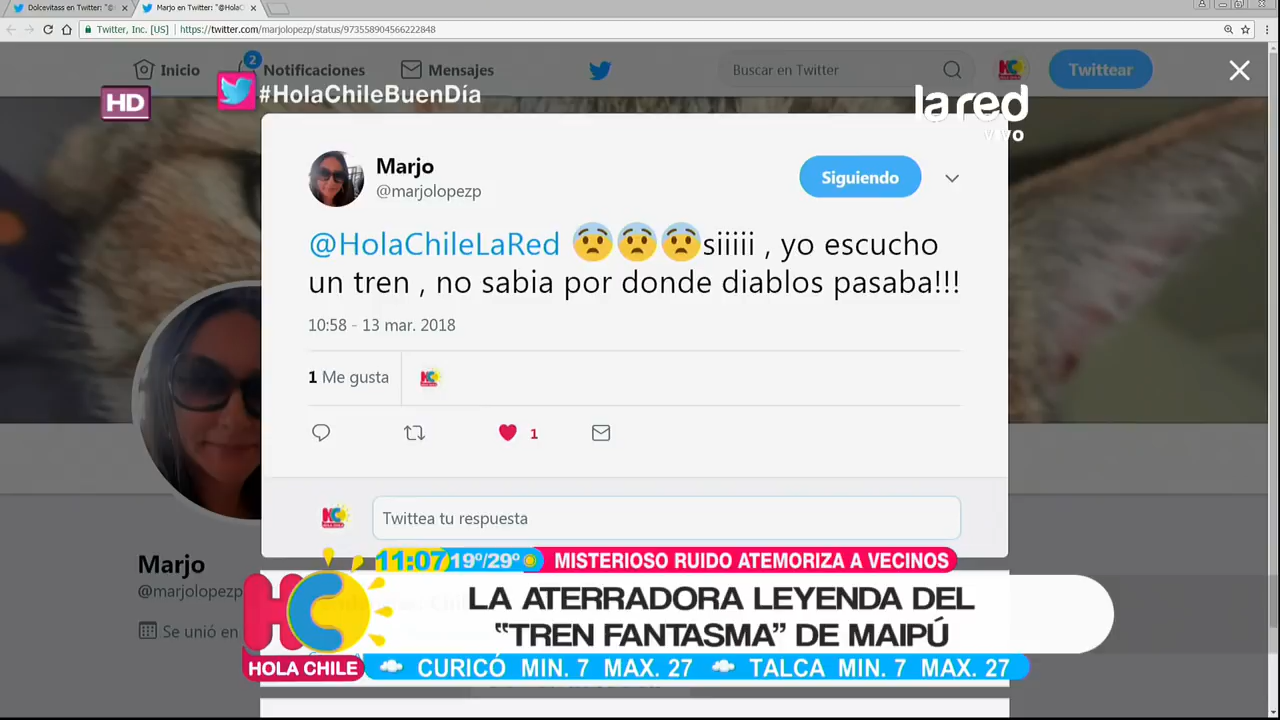 Dolcevitass en Twitter: "@
Marjo en Twitter: "@Hola
Twitter, Inc. [US]
https://twitter.com/marjolopezp/status/973558904566222848
Inicio
2
Notificaciones
Mensajes
Buscar en Twitter
Twittear
HD
#HolaChileBuenDía
la red
vivo
Marjo
@marjolopezp
Siguiendo
@HolaChileLaRed 😨😨😨siiiii , yo escucho
un tren , no sabia por donde diablos pasaba!!!
10:58 - 13 mar. 2018
1 Me gusta
HC
1
HC
Twittea tu respuesta
Marjo
@marjolopezp
Se unió en
11:07 19º/29º
MISTERIOSO RUIDO ATEMORIZA A VECINOS
LA ATERRADORA LEYENDA DEL
“TREN FANTASMA” DE MAIPÚ
HC
HOLA CHILE
CURICÓ MIN. 7 MAX. 27 TALCA MIN. 7 MAX. 27